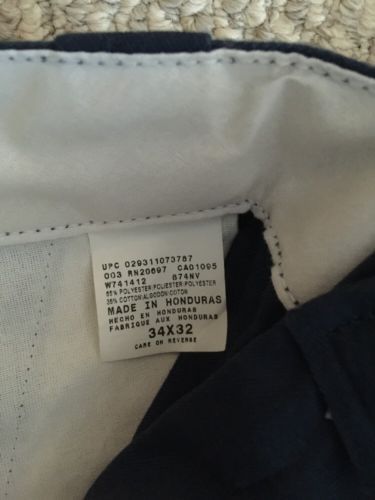 UPC 029311073787
003 RN20697 CA01095
W741412 874NV
65% POLYESTER/POLIESTER/POLYESTER
35% COTTON/ALGODON/COTON
MADE IN HONDURAS
HECHO EN HONDURAS
FABRIQUE AUX HONDURAS
34X32
CARE ON REVERSE